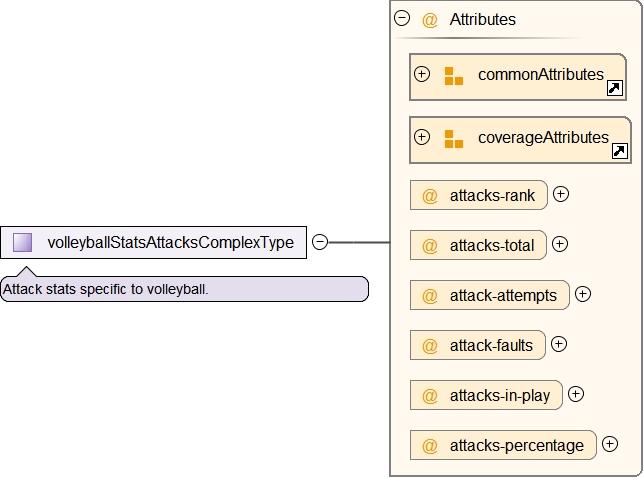 @ Attributes
commonAttributes
coverageAttributes
@ attacks-rank
@ attacks-total
volleyballStatsAttacksComplexType
Attack stats specific to volleyball.
@ attack-attempts
@ attack-faults
@ attacks-in-play
@ attacks-percentage